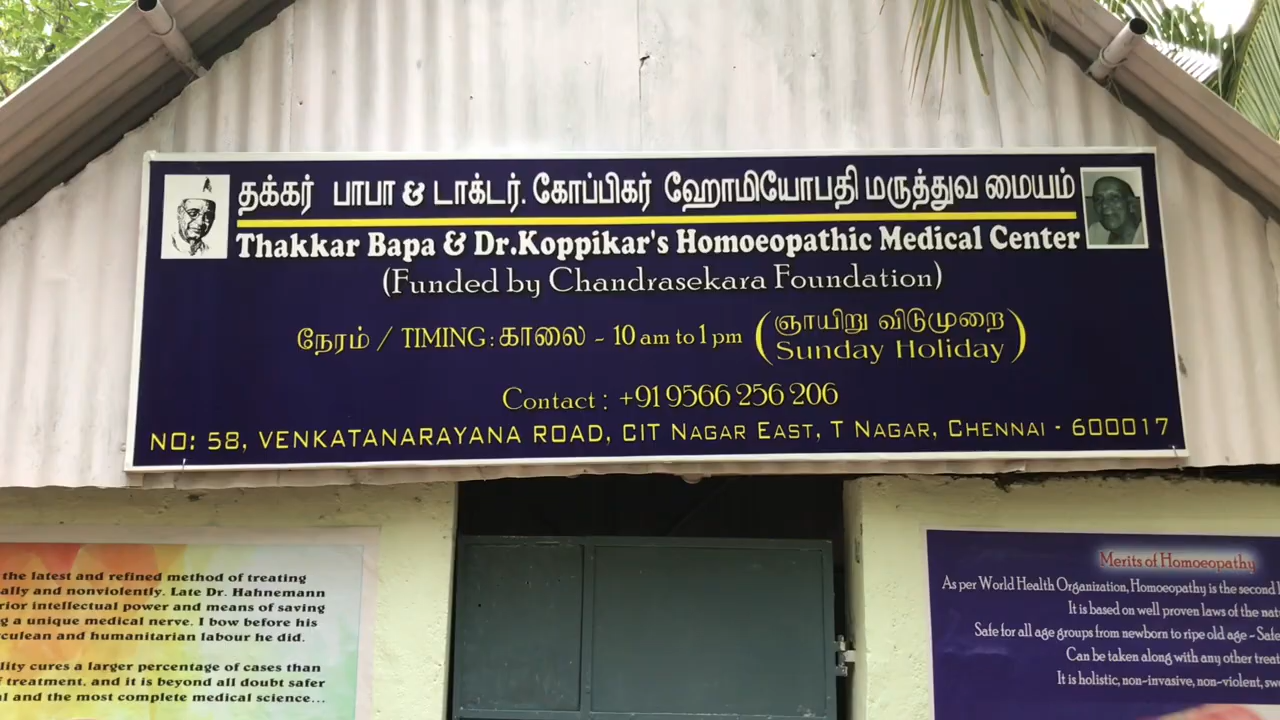 தக்கர் பாபா & டாக்டர். கோப்பிகர் ஹோமியோபதி மருத்துவ மையம்
Thakkar Bapa & Dr.Koppikar's Homoeopathic Medical Center
(Funded by Chandrasekara Foundation)
நேரம் / TIMING : காலை - 10 am to 1 pm (ஞாயிறு விடுமுறை
Sunday Holiday)
Contact : +91 9566 256 206
NO: 58, VENKATANARAYANA ROAD, CIT NAGAR EAST, T NAGAR, CHENNAI - 600017
the latest and refined method of treating
ally and nonviolently. Late Dr. Hahnemann
rior intellectual power and means of saving
g a unique medical nerve. I bow before his
culean and humanitarian labour he did.
lity cures a larger percentage of cases than
f treatment, and it is beyond all doubt safer
al and the most complete medical science...
Merits of Homoeopathy
As per World Health Organization, Homoeopathy is the second
It is based on well proven laws of the nat
Safe for all age groups from newborn to ripe old age - Safe
Can be taken along with any other treat
It is holistic, non-invasive, non-violent, swe